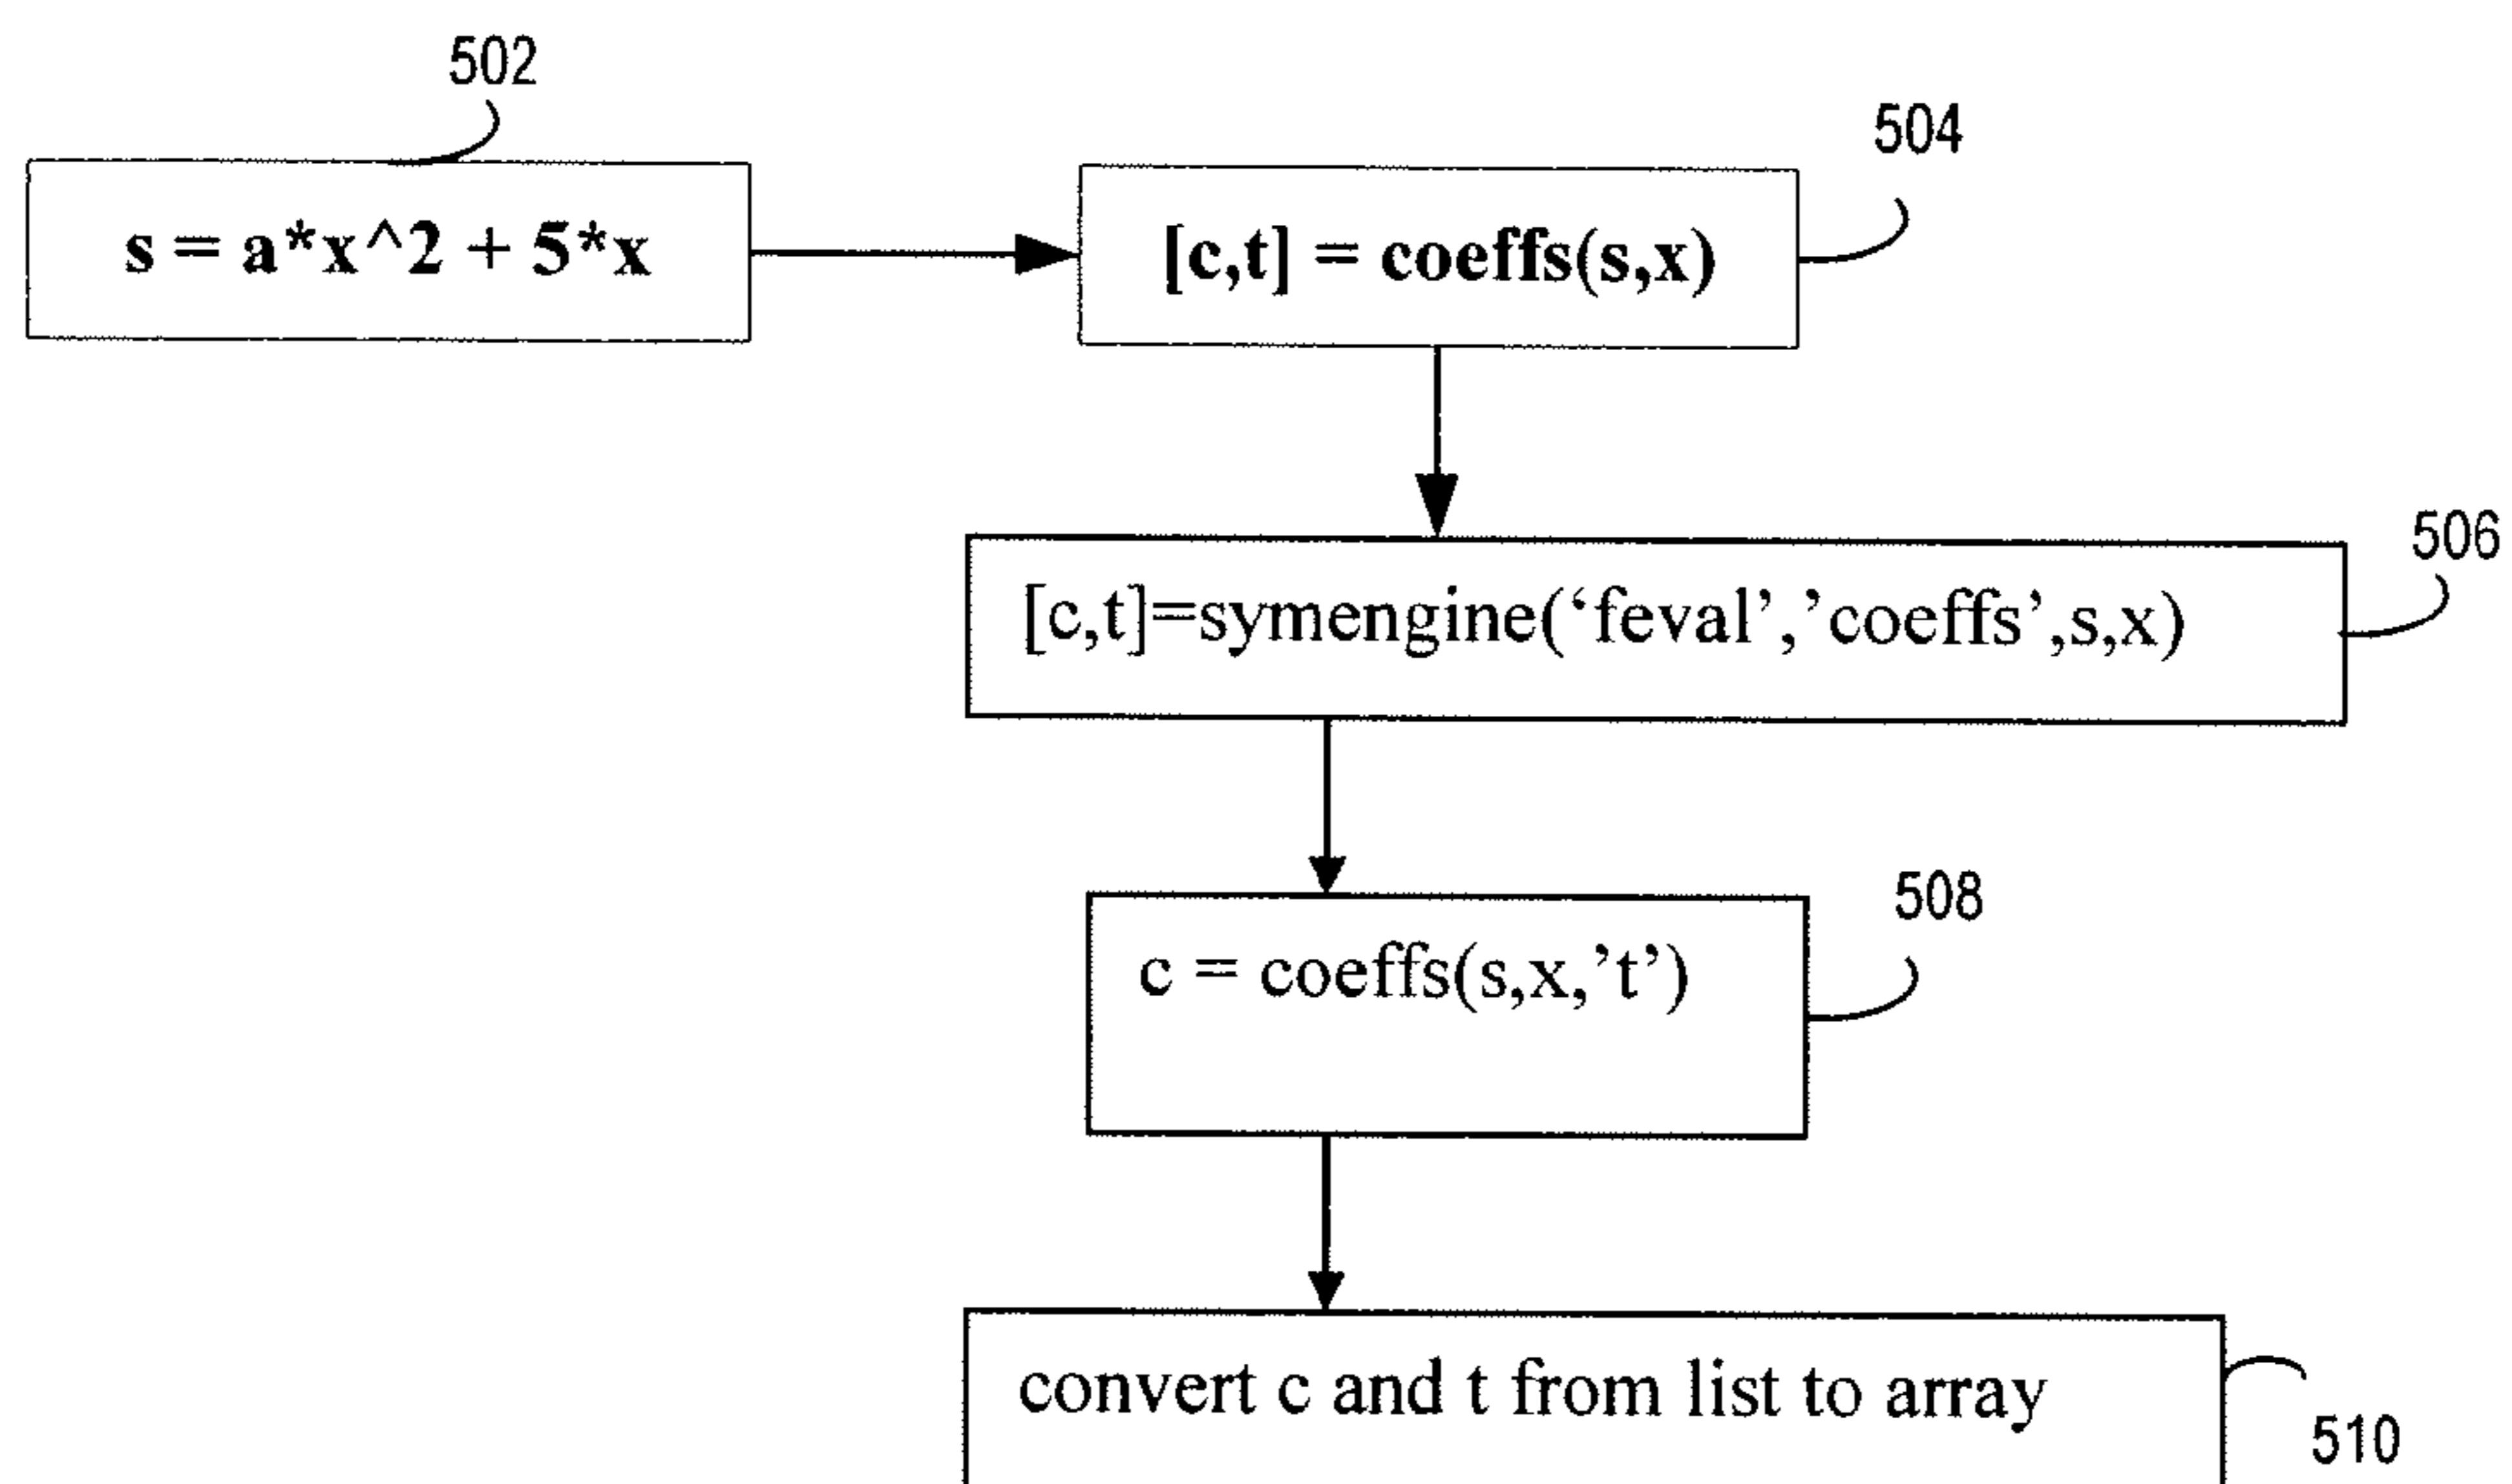 502
s = a*x^2 + 5*x
504
[c,t] = coeffs(s,x)
506
[c,t]=symengine(‘feval’,’coeffs’,s,x)
508
c = coeffs(s,x,’t’)
convert c and t from list to array
510